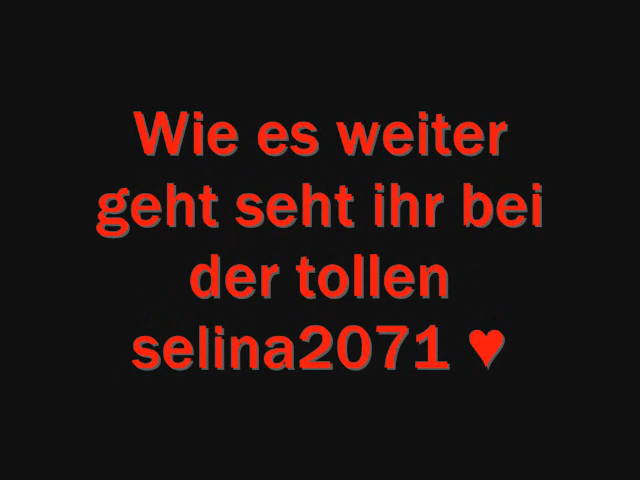 Wie es weiter
geht seht ihr bei
der tollen
selina2071 ♥